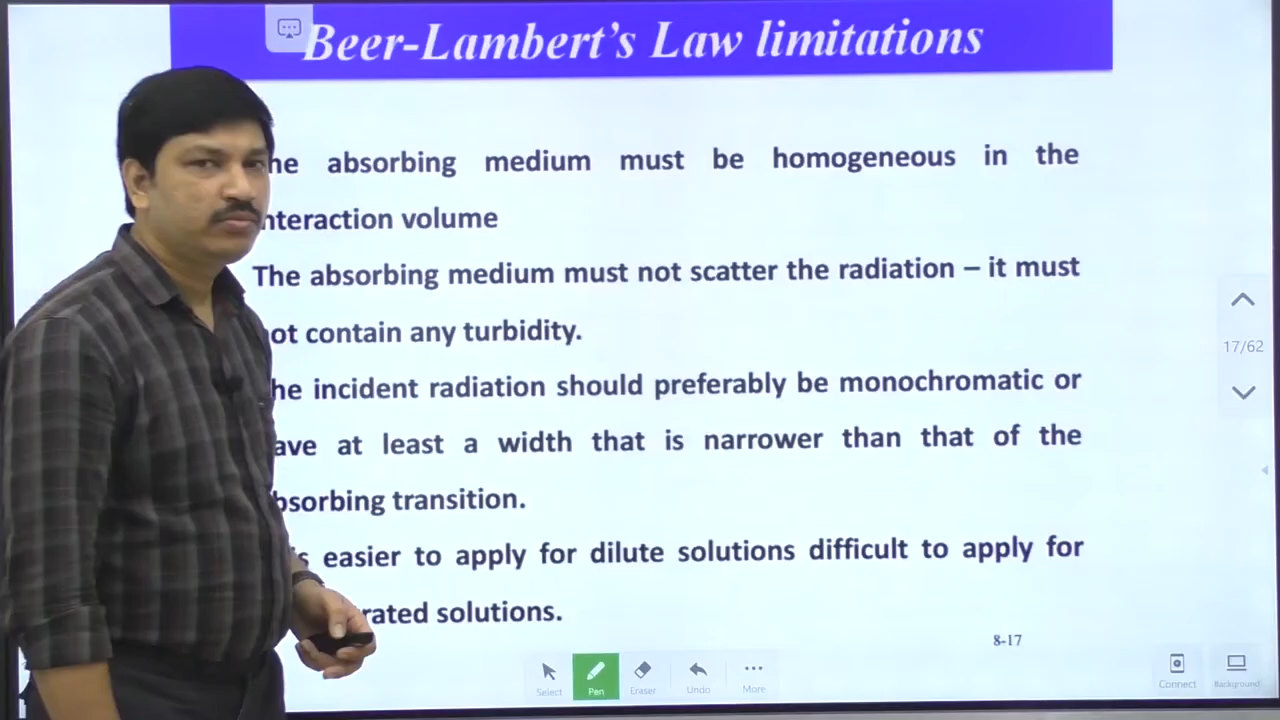 Beer-Lambert's Law limitations
he absorbing medium must be homogeneous in the
nteraction volume
The absorbing medium must not scatter the radiation – it must
ot contain any turbidity.
he incident radiation should preferably be monochromatic or
ave at least a width that is narrower than that of the
bsorbing transition.
s easier to apply for dilute solutions difficult to apply for
rated solutions.
17/62
8-17
Select Pen Eraser Undo More
Connect Background